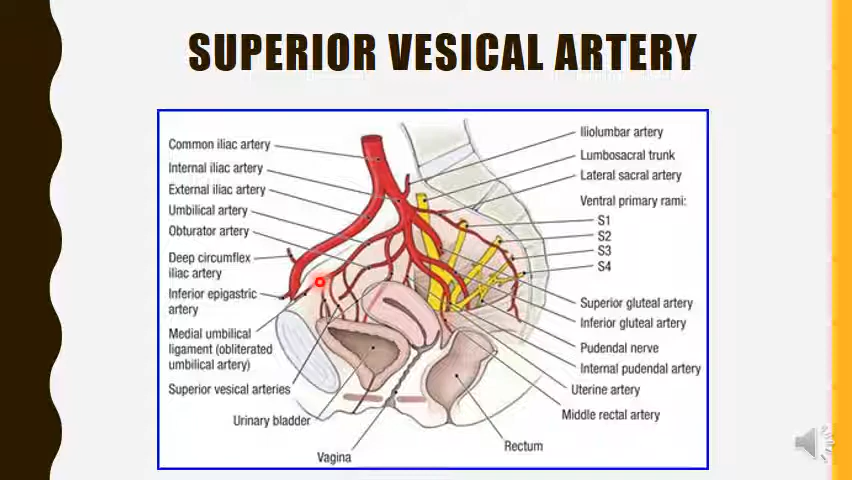 SUPERIOR VESICAL ARTERY
Common iliac artery
Internal iliac artery
External iliac artery
Umbilical artery
Obturator artery
Deep circumflex
iliac artery
Inferior epigastric
artery
Medial umbilical
ligament (obliterated
umbilical artery)
Superior vesical arteries
Urinary bladder
Vagina
Iliolumbar artery
Lumbosacral trunk
Lateral sacral artery
Ventral primary rami:
S1
S2
S3
S4
Superior gluteal artery
Inferior gluteal artery
Pudendal nerve
Internal pudendal artery
Uterine artery
Middle rectal artery
Rectum